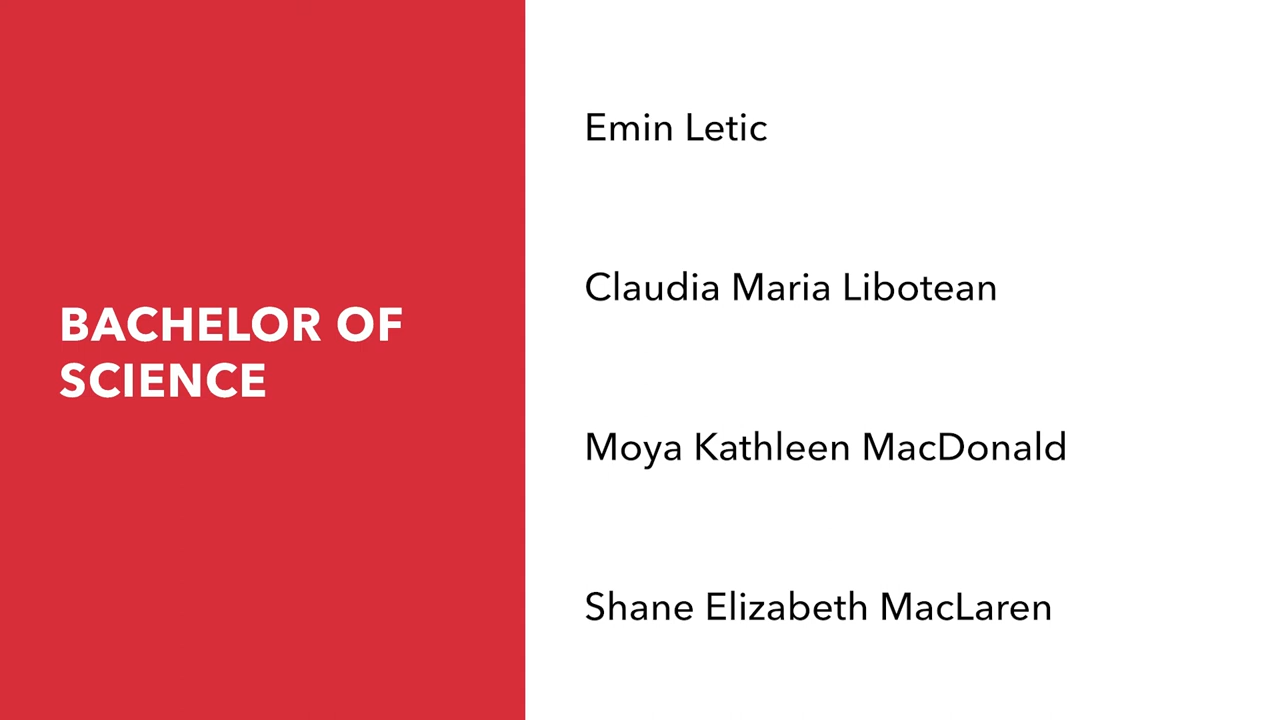 BACHELOR OF
SCIENCE
Emin Letic
Claudia Maria Libotean
Moya Kathleen MacDonald
Shane Elizabeth MacLaren